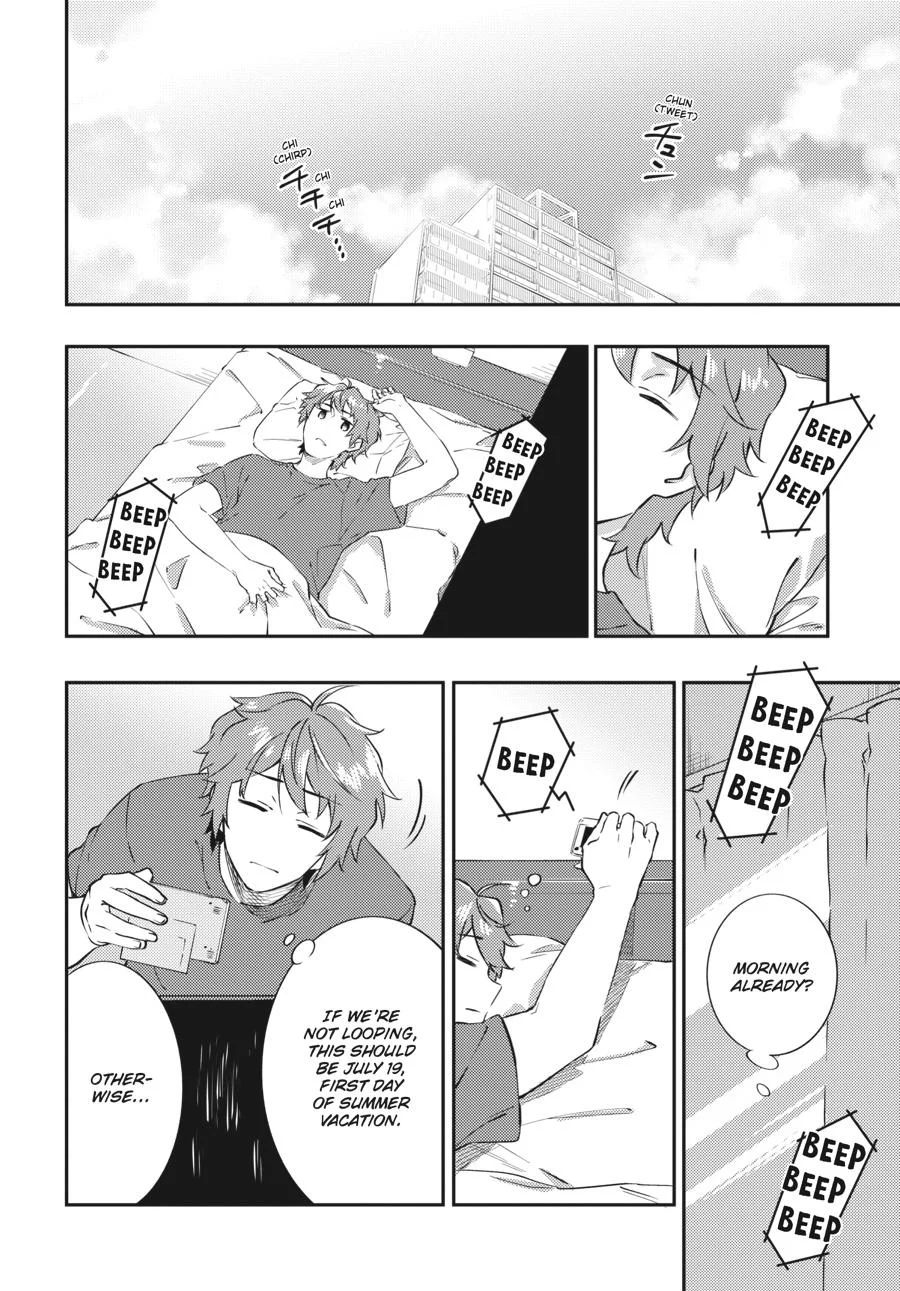 CHUN
(TWEET)
チュン
CHI
(CHIRP)
チ
CHI
チ
CHI
チ…
BEEP
BEEP
BEEP
BEEP
BEEP
BEEP
BEEP
BEEP
BEEP
BEEP
BEEP
BEEP
MORNING
ALREADY?
BEEP
BEEP
BEEP
BEEP
IF WE'RE
NOT LOOPING,
THIS SHOULD
BE JULY 19,
FIRST DAY
OF SUMMER
VACATION.
OTHER-
WISE...